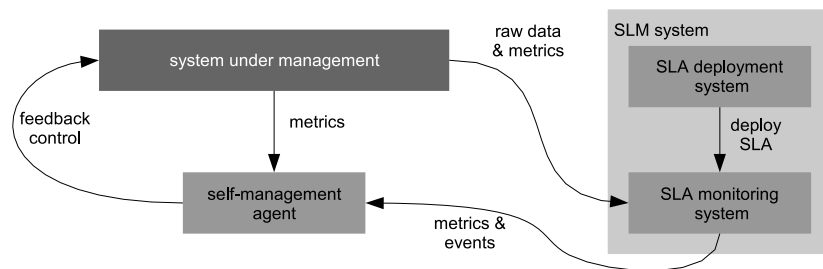 system under management
raw data
& metrics
SLM system
SLA deployment
system
feedback
control
metrics
deploy
SLA
self-management
agent
SLA monitoring
system
metrics &
events